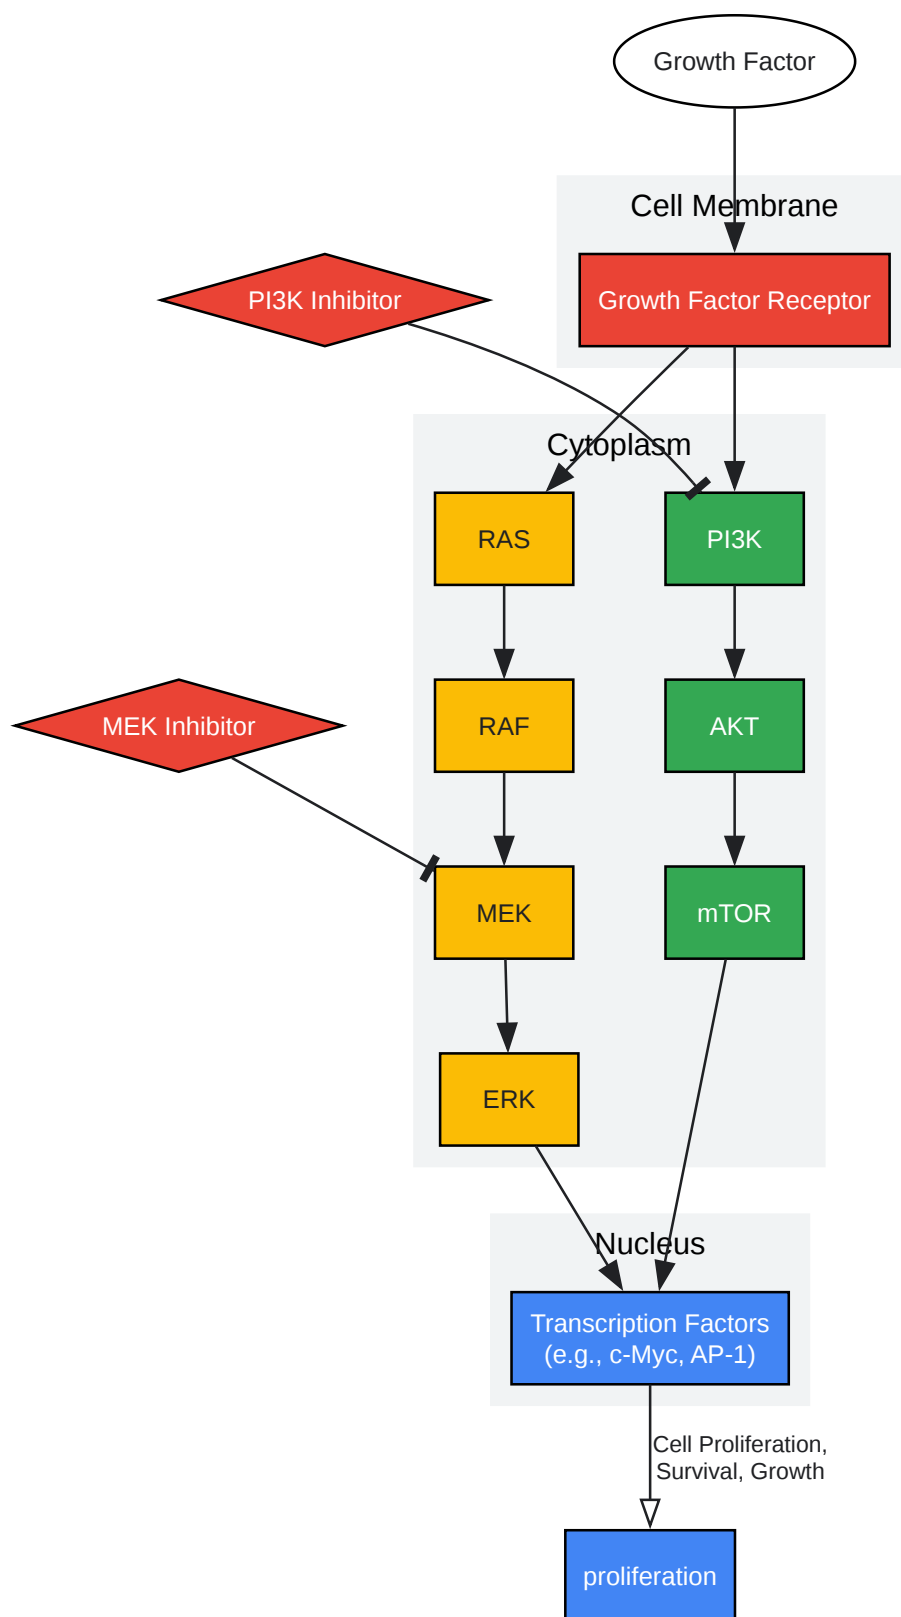 Growth Factor
Cell Membrane
PI3K Inhibitor
Growth Factor Receptor
Cytoplasm
RAS
PI3K
MEK Inhibitor
RAF
AKT
MEK
mTOR
ERK
Nucleus
Transcription Factors
(e.g., c-Myc, AP-1)
Cell Proliferation,
Survival, Growth
proliferation